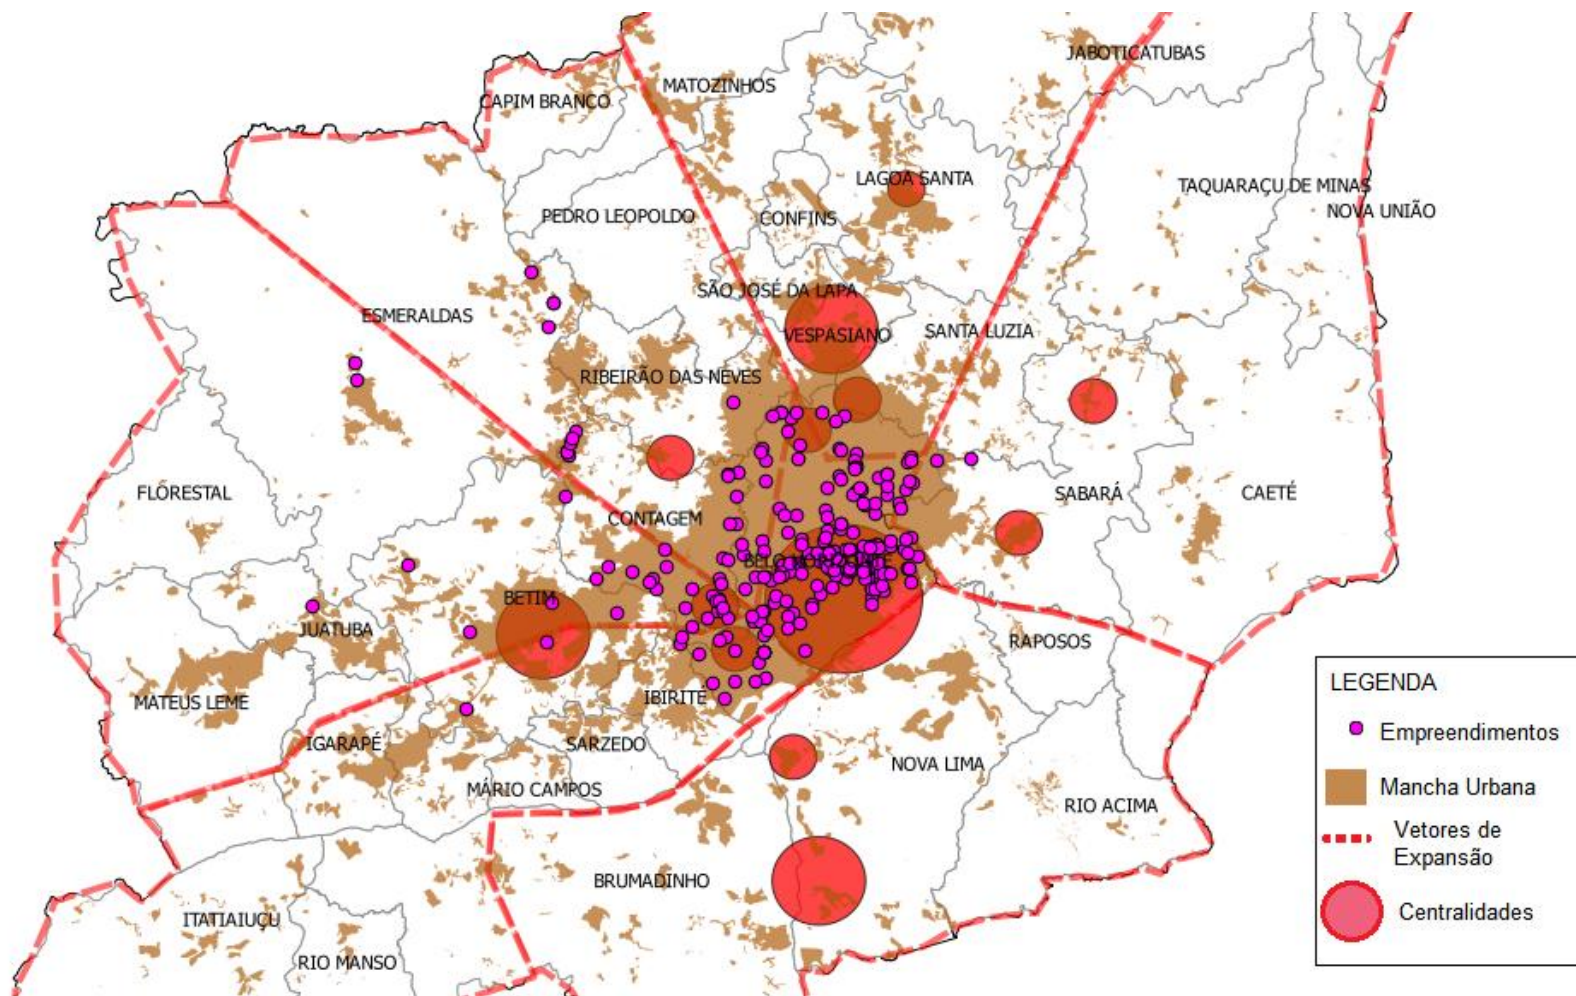 JABOTICATUBAS
MATOZINHOS
CAPIM BRANCO
LAGOA SANTA
TAQUARAÇU DE MINAS
NOVA UNIÃO
PEDRO LEOPOLDO
CONFINS
SÃO JOSÉ DA LAPA
ESMERALDAS
VESPASIANO
SANTA LUZIA
RIBEIRÃO DAS NEVES
FLORESTAL
SABARÁ
CAETÉ
CONTAGEM
BELO HORIZONTE
BETIM
JUATUBA
RAPOSOS
MATEUS LEME
IBIRITÉ
IGARAPÉ
SARZEDO
NOVA LIMA
MÁRIO CAMPOS
RIO ACIMA
BRUMADINHO
ITATIAIUÇU
RIO MANSO
LEGENDA
Empreendimentos
Mancha Urbana
Vetores de
Expansão
Centralidades